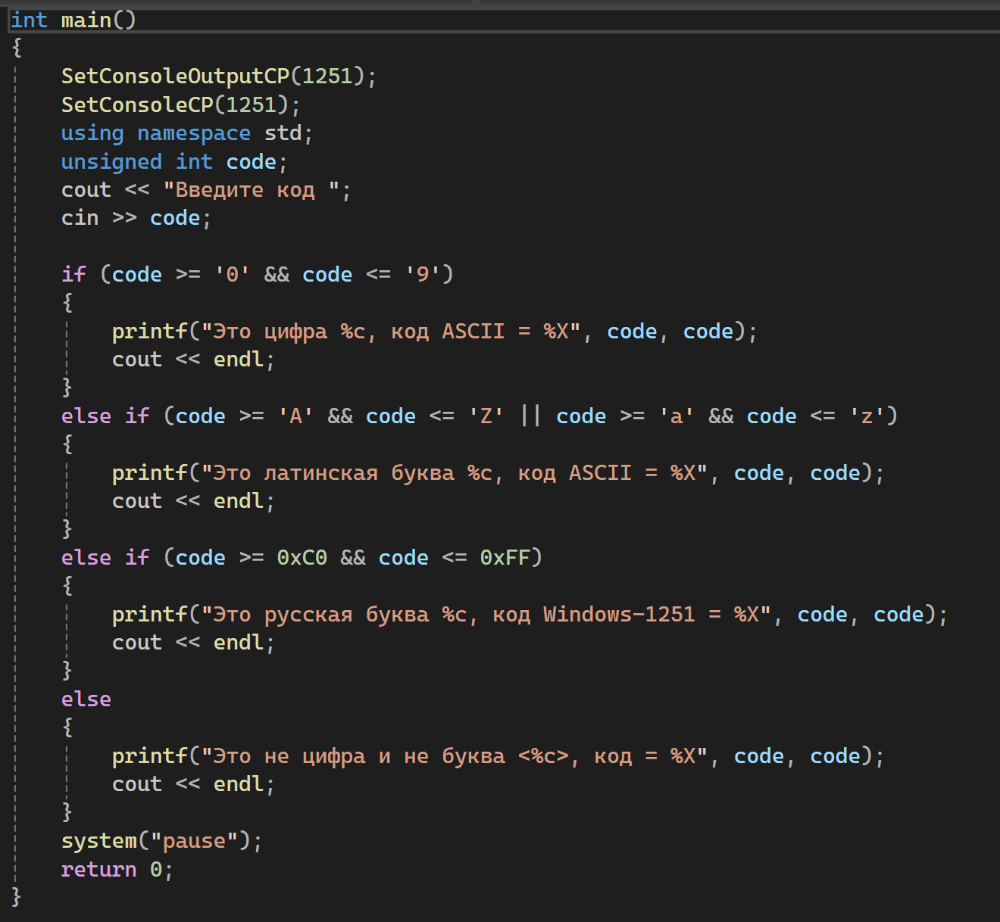 int main()
{
    SetConsoleOutputCP(1251);
    SetConsoleCP(1251);
    using namespace std;
    unsigned int code;
    cout << "Введите код ";
    cin >> code;

    if (code >= '0' && code <= '9')
    {
        printf("Это цифра %c, код ASCII = %X", code, code);
        cout << endl;
    }
    else if (code >= 'A' && code <= 'Z' || code >= 'a' && code <= 'z')
    {
        printf("Это латинская буква %c, код ASCII = %X", code, code);
        cout << endl;
    }
    else if (code >= 0xC0 && code <= 0xFF)
    {
        printf("Это русская буква %c, код Windows-1251 = %X", code, code);
        cout << endl;
    }
    else
    {
        printf("Это не цифра и не буква <%c>, код = %X", code, code);
        cout << endl;
    }
    system("pause");
    return 0;
}